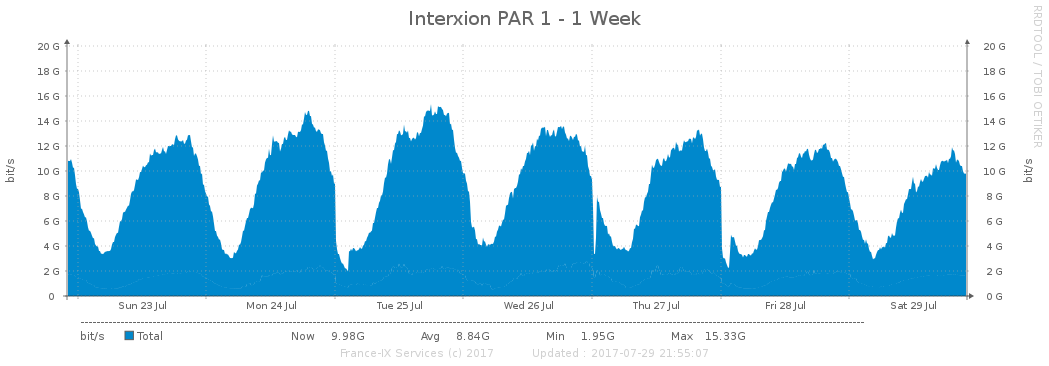 Interxion PAR 1 - 1 Week
RRDTOOL / TOBI OETIKER
20 G 20 G
18 G 18 G
16 G 16 G
14 G 14 G
12 G 12 G
10 G 10 G
8 G 8 G
6 G 6 G
4 G 4 G
2 G 2 G
0 0 G
bit/s
bit/s
Sun 23 Jul Mon 24 Jul Tue 25 Jul Wed 26 Jul Thu 27 Jul Fri 28 Jul Sat 29 Jul
bit/s Total Now 9.98G Avg 8.84G Min 1.95G Max 15.33G
France-IX Services (c) 2017 Updated : 2017-07-29 21:55:07